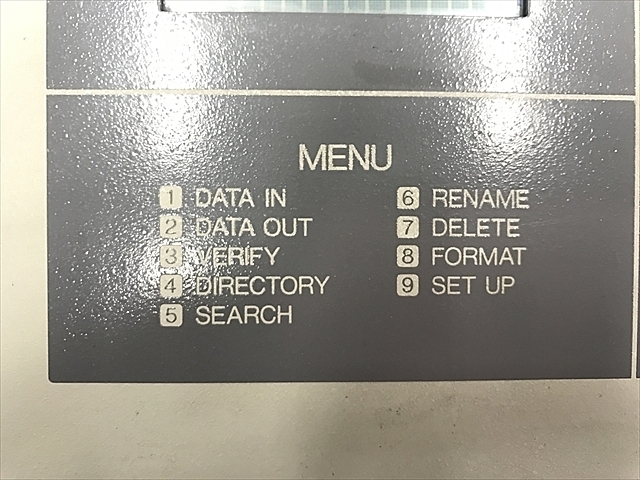 MENU
1 DATA IN
2 DATA OUT
3 VERIFY
4 DIRECTORY
5 SEARCH
6 RENAME
7 DELETE
8 FORMAT
9 SET UP